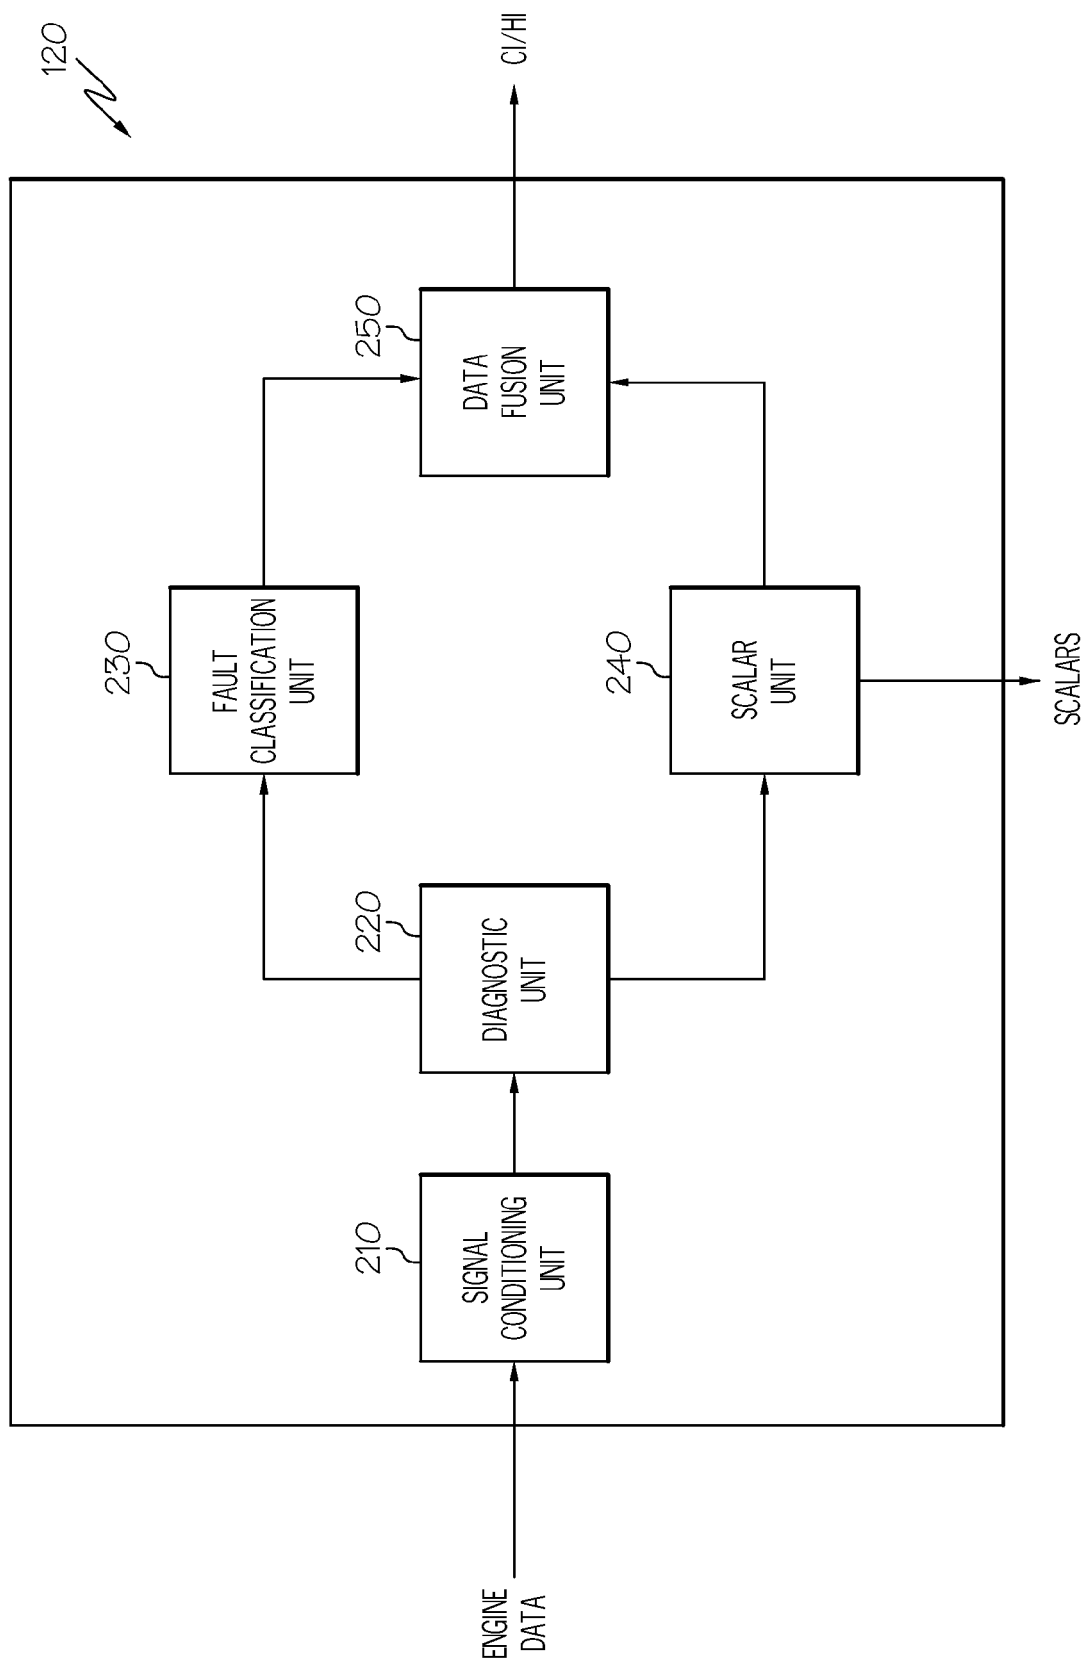 120
230
FAULT
CLASSIFICATION
UNIT
ENGINE
DATA
210
SIGNAL
CONDITIONING
UNIT
220
DIAGNOSTIC
UNIT
250
DATA
FUSION
UNIT
CI/HI
240
SCALAR
UNIT
SCALARS